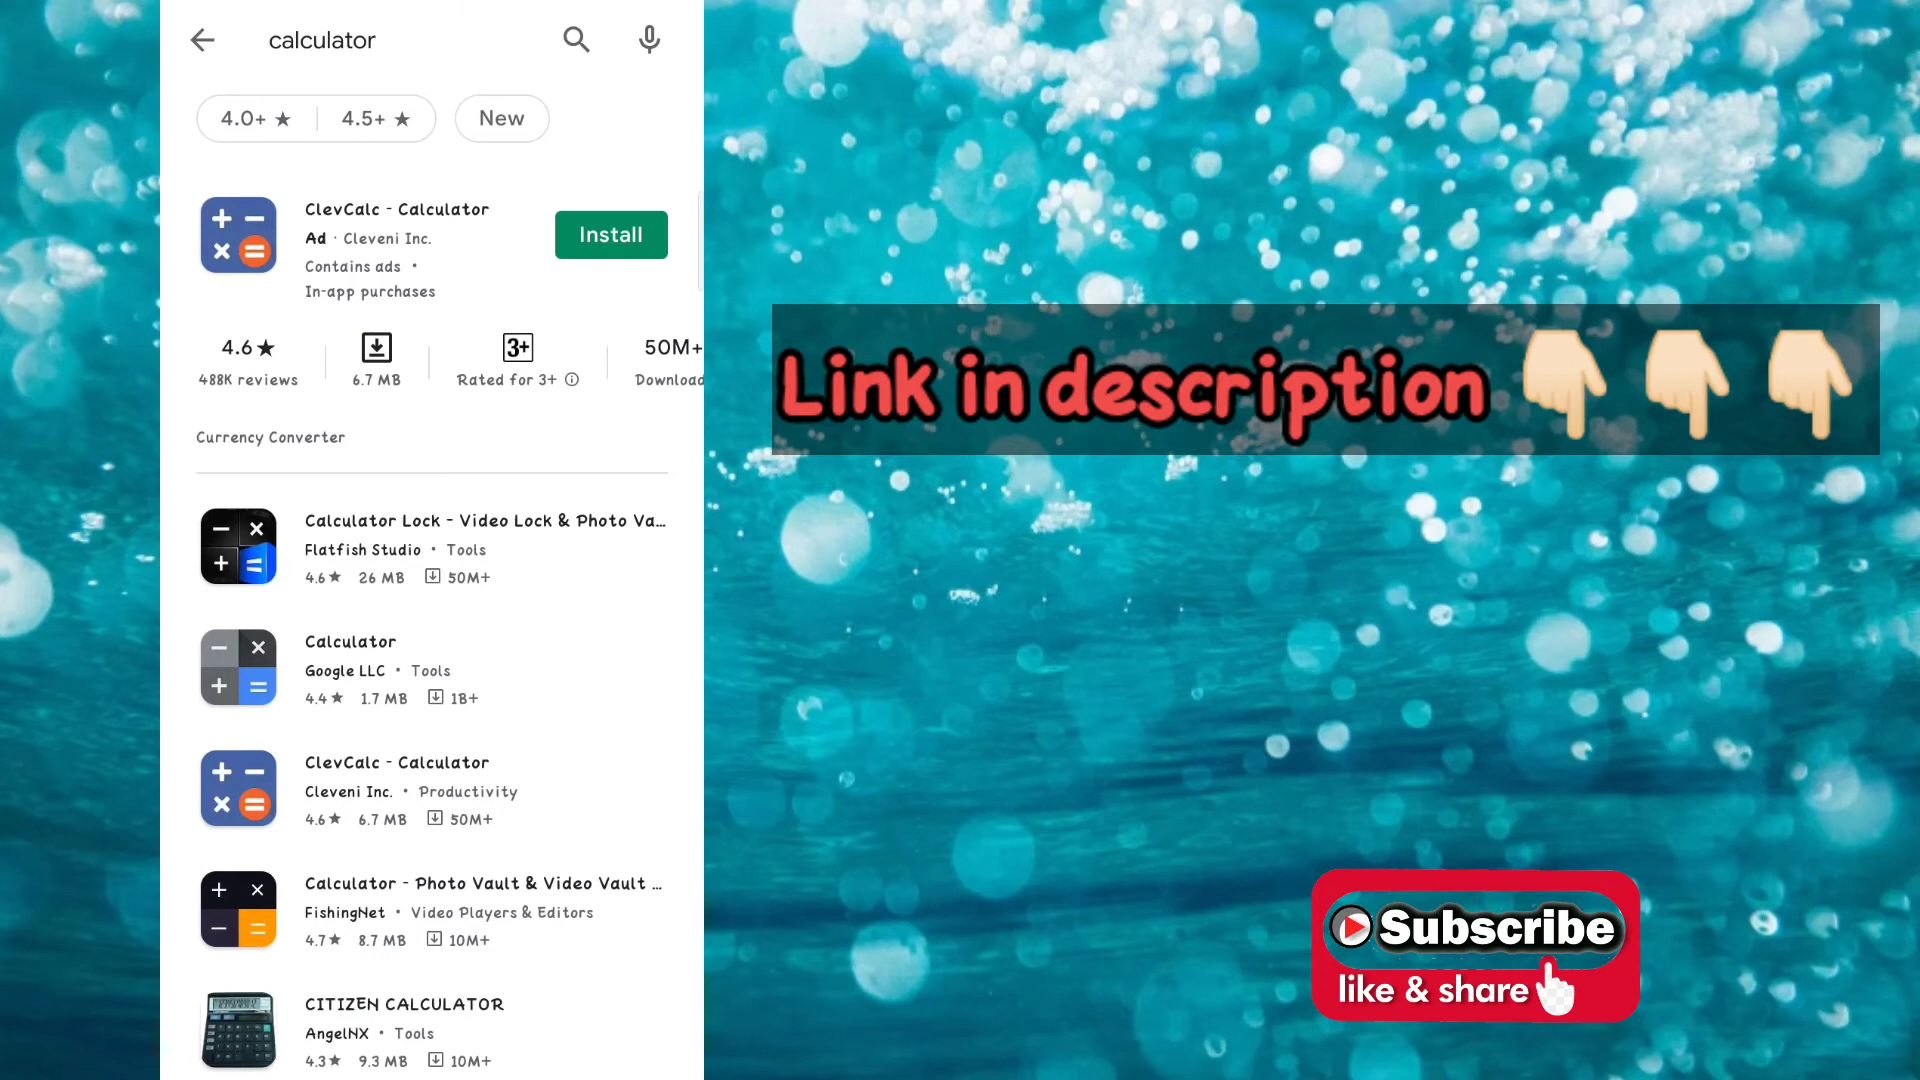 calculator
4.0+ ★ 4.5+ ★ New
ClevCalc - Calculator
Ad · Cleveni Inc.
Contains ads •
In-app purchases
Install
4.6★ 3+ 50M+
488K reviews 6.7 MB Rated for 3+ Download
Currency Converter
Calculator Lock - Video Lock & Photo Va...
Flatfish Studio • Tools
4.6★ 26 MB 50M+
Calculator
Google LLC • Tools
4.4★ 1.7 MB 1B+
ClevCalc - Calculator
Cleveni Inc. • Productivity
4.6★ 6.7 MB 50M+
Calculator - Photo Vault & Video Vault ...
FishingNet • Video Players & Editors
4.7★ 8.7 MB 10M+
CITIZEN CALCULATOR
AngelNX • Tools
4.3★ 9.3 MB 10M+
Link in description 👇🏻👇🏻👇🏻
Subscribe
like & share